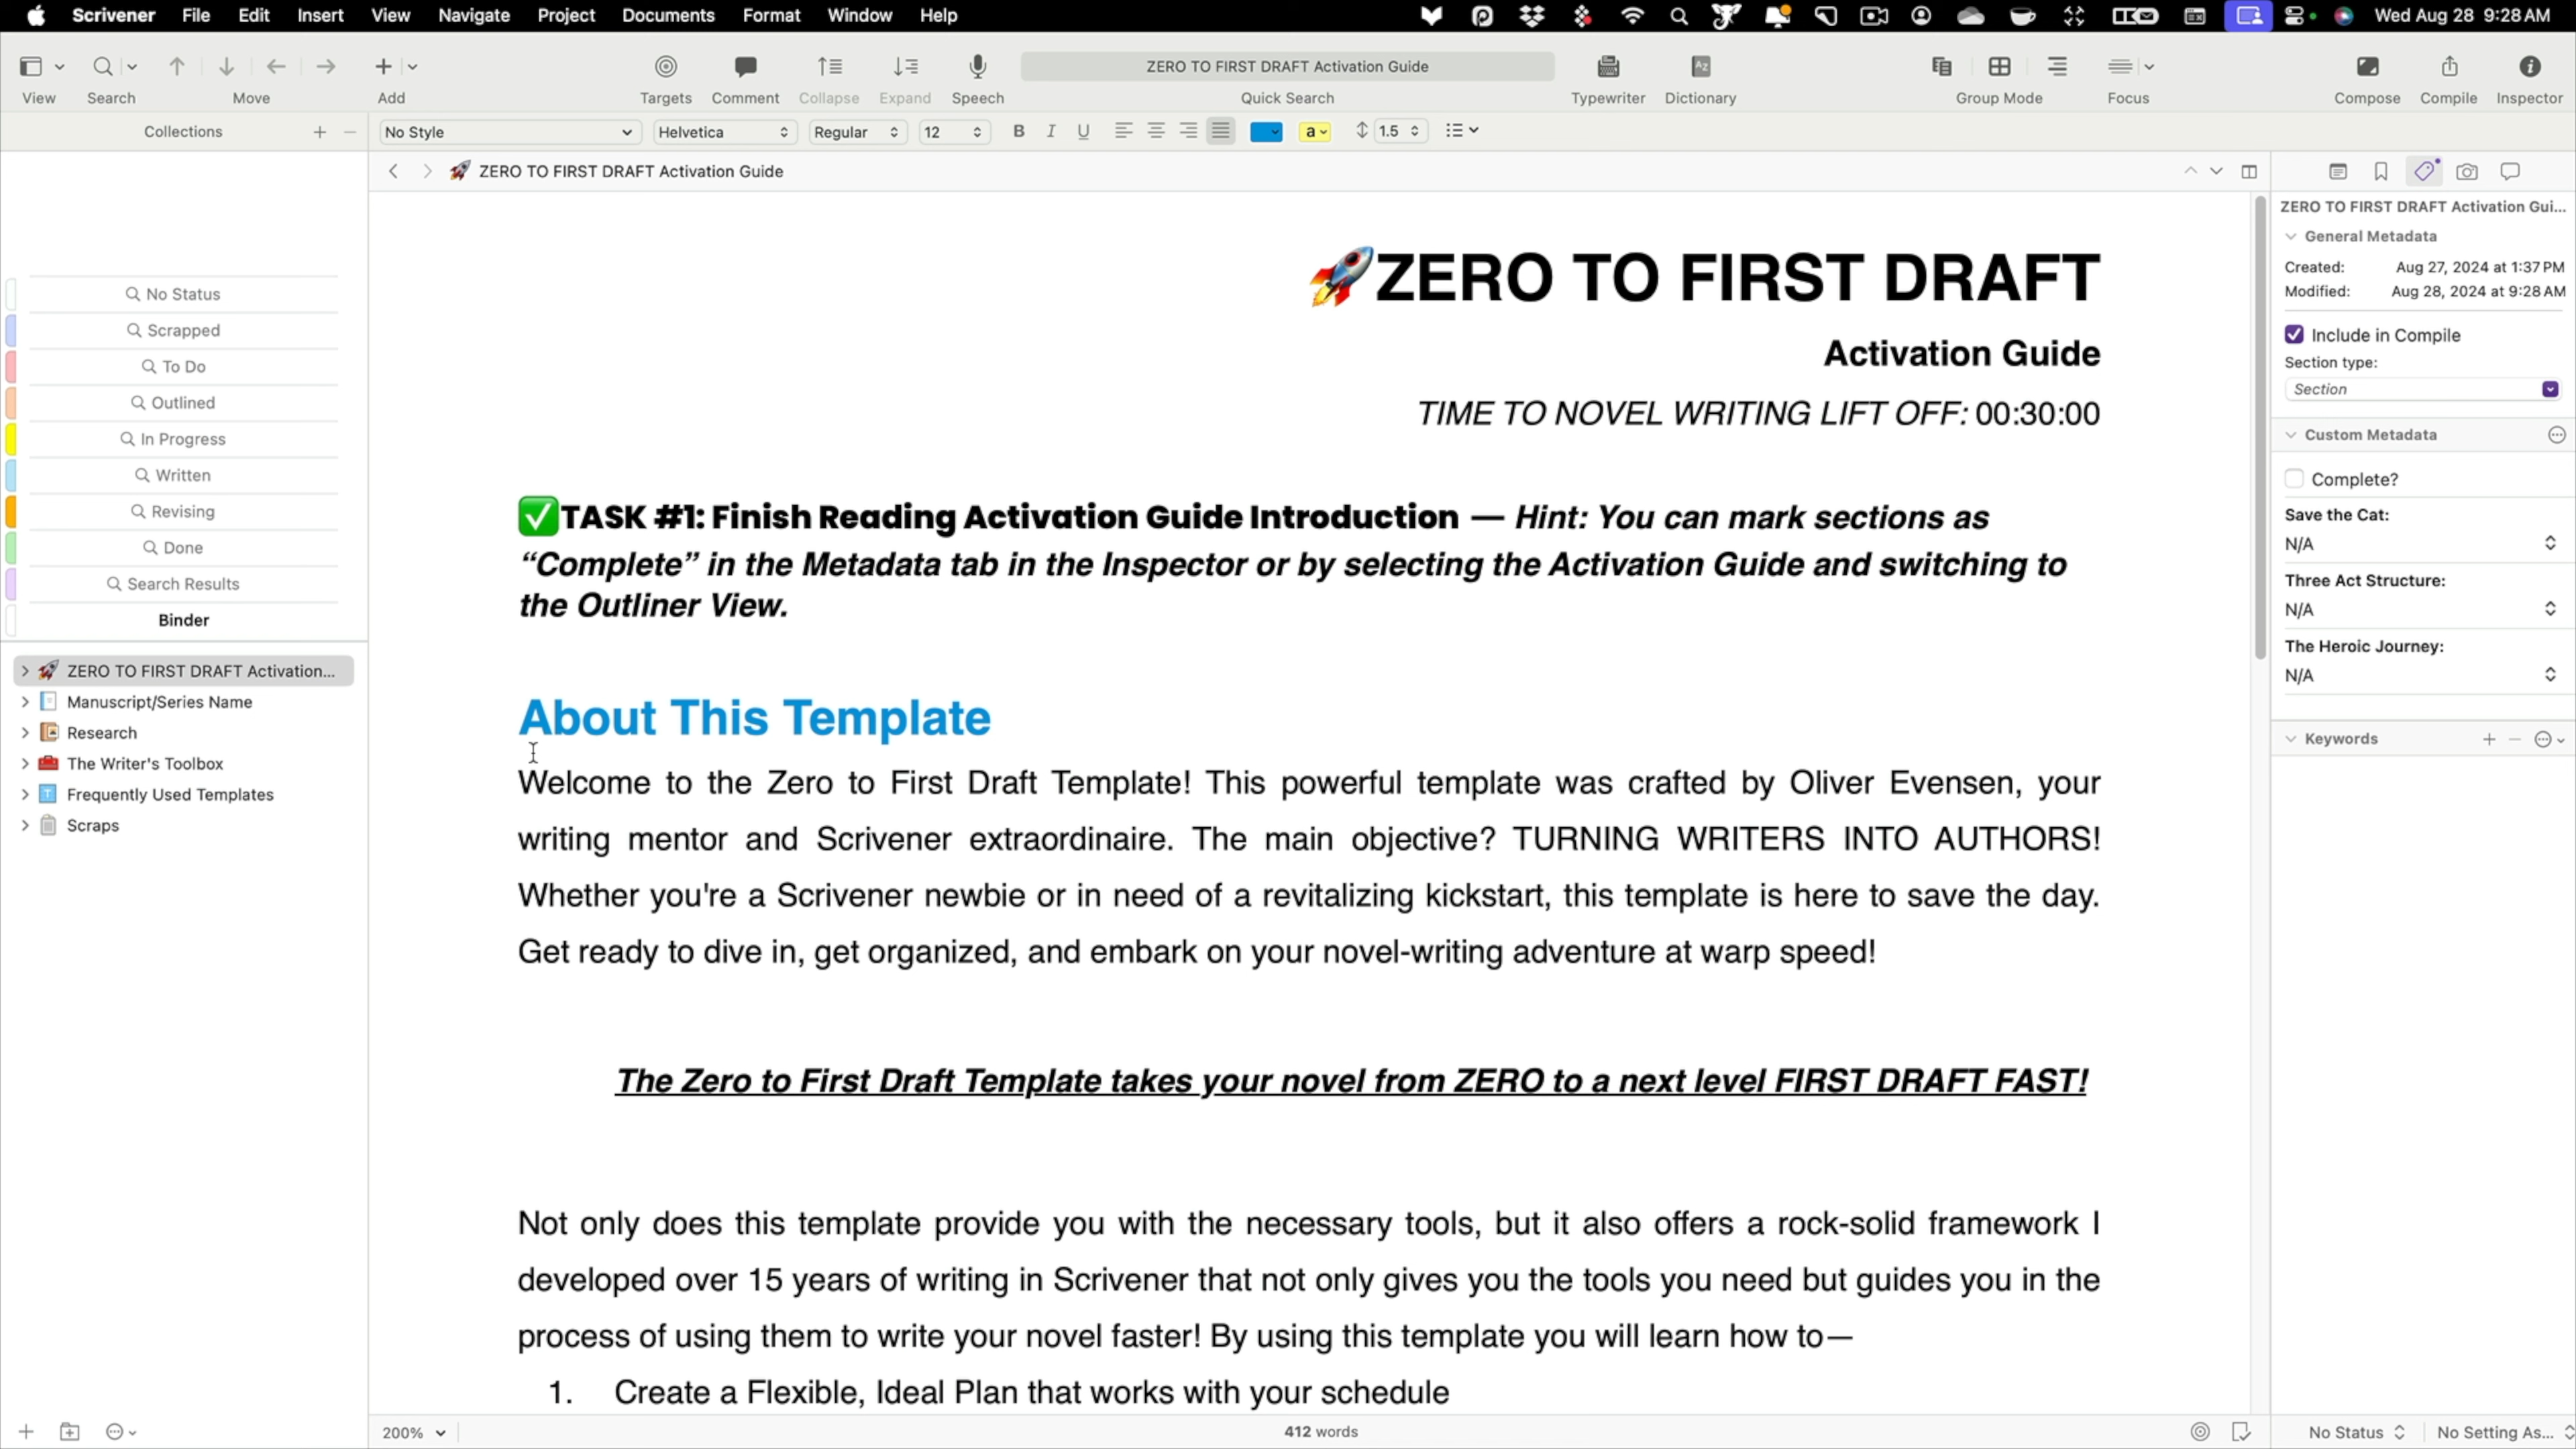 Scrivener File Edit Insert View Navigate Project Documents Format Window Help Wed Aug 28 9:28 AM
ZERO TO FIRST DRAFT Activation Guide
View Search Move Add Targets Comment Collapse Expand Speech Quick Search Typewriter Dictionary Group Mode Focus Compose Compile Inspector
Collections No Style Helvetica Regular 12 B I U a 1.5
ZERO TO FIRST DRAFT Activation Guide
No Status
Scrapped
To Do
Outlined
In Progress
Written
Revising
Done
Search Results
Binder
ZERO TO FIRST DRAFT Activation...
Manuscript/Series Name
Research
The Writer's Toolbox
Frequently Used Templates
Scraps
🚀ZERO TO FIRST DRAFT
Activation Guide
TIME TO NOVEL WRITING LIFT OFF: 00:30:00
✅TASK #1: Finish Reading Activation Guide Introduction — Hint: You can mark sections as
“Complete” in the Metadata tab in the Inspector or by selecting the Activation Guide and switching to
the Outliner View.
About This Template
Welcome to the Zero to First Draft Template! This powerful template was crafted by Oliver Evensen, your
writing mentor and Scrivener extraordinaire. The main objective? TURNING WRITERS INTO AUTHORS!
Whether you're a Scrivener newbie or in need of a revitalizing kickstart, this template is here to save the day.
Get ready to dive in, get organized, and embark on your novel-writing adventure at warp speed!
The Zero to First Draft Template takes your novel from ZERO to a next level FIRST DRAFT FAST!
Not only does this template provide you with the necessary tools, but it also offers a rock-solid framework I
developed over 15 years of writing in Scrivener that not only gives you the tools you need but guides you in the
process of using them to write your novel faster! By using this template you will learn how to—
1. Create a Flexible, Ideal Plan that works with your schedule
200% 412 words
ZERO TO FIRST DRAFT Activation Gui...
General Metadata
Created: Aug 27, 2024 at 1:37 PM
Modified: Aug 28, 2024 at 9:28 AM
Include in Compile
Section type:
Section
Custom Metadata
Complete?
Save the Cat:
N/A
Three Act Structure:
N/A
The Heroic Journey:
N/A
Keywords
No Status No Setting As...